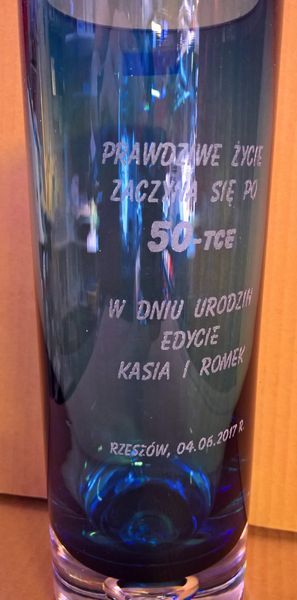 PRAWDZIWE ŻYCIE
ZACZYNA SIĘ PO
50-TCE
W DNIU URODZIN
EDYCIE
KASIA I ROMEK
RZESZÓW, 04.06.2017 R.